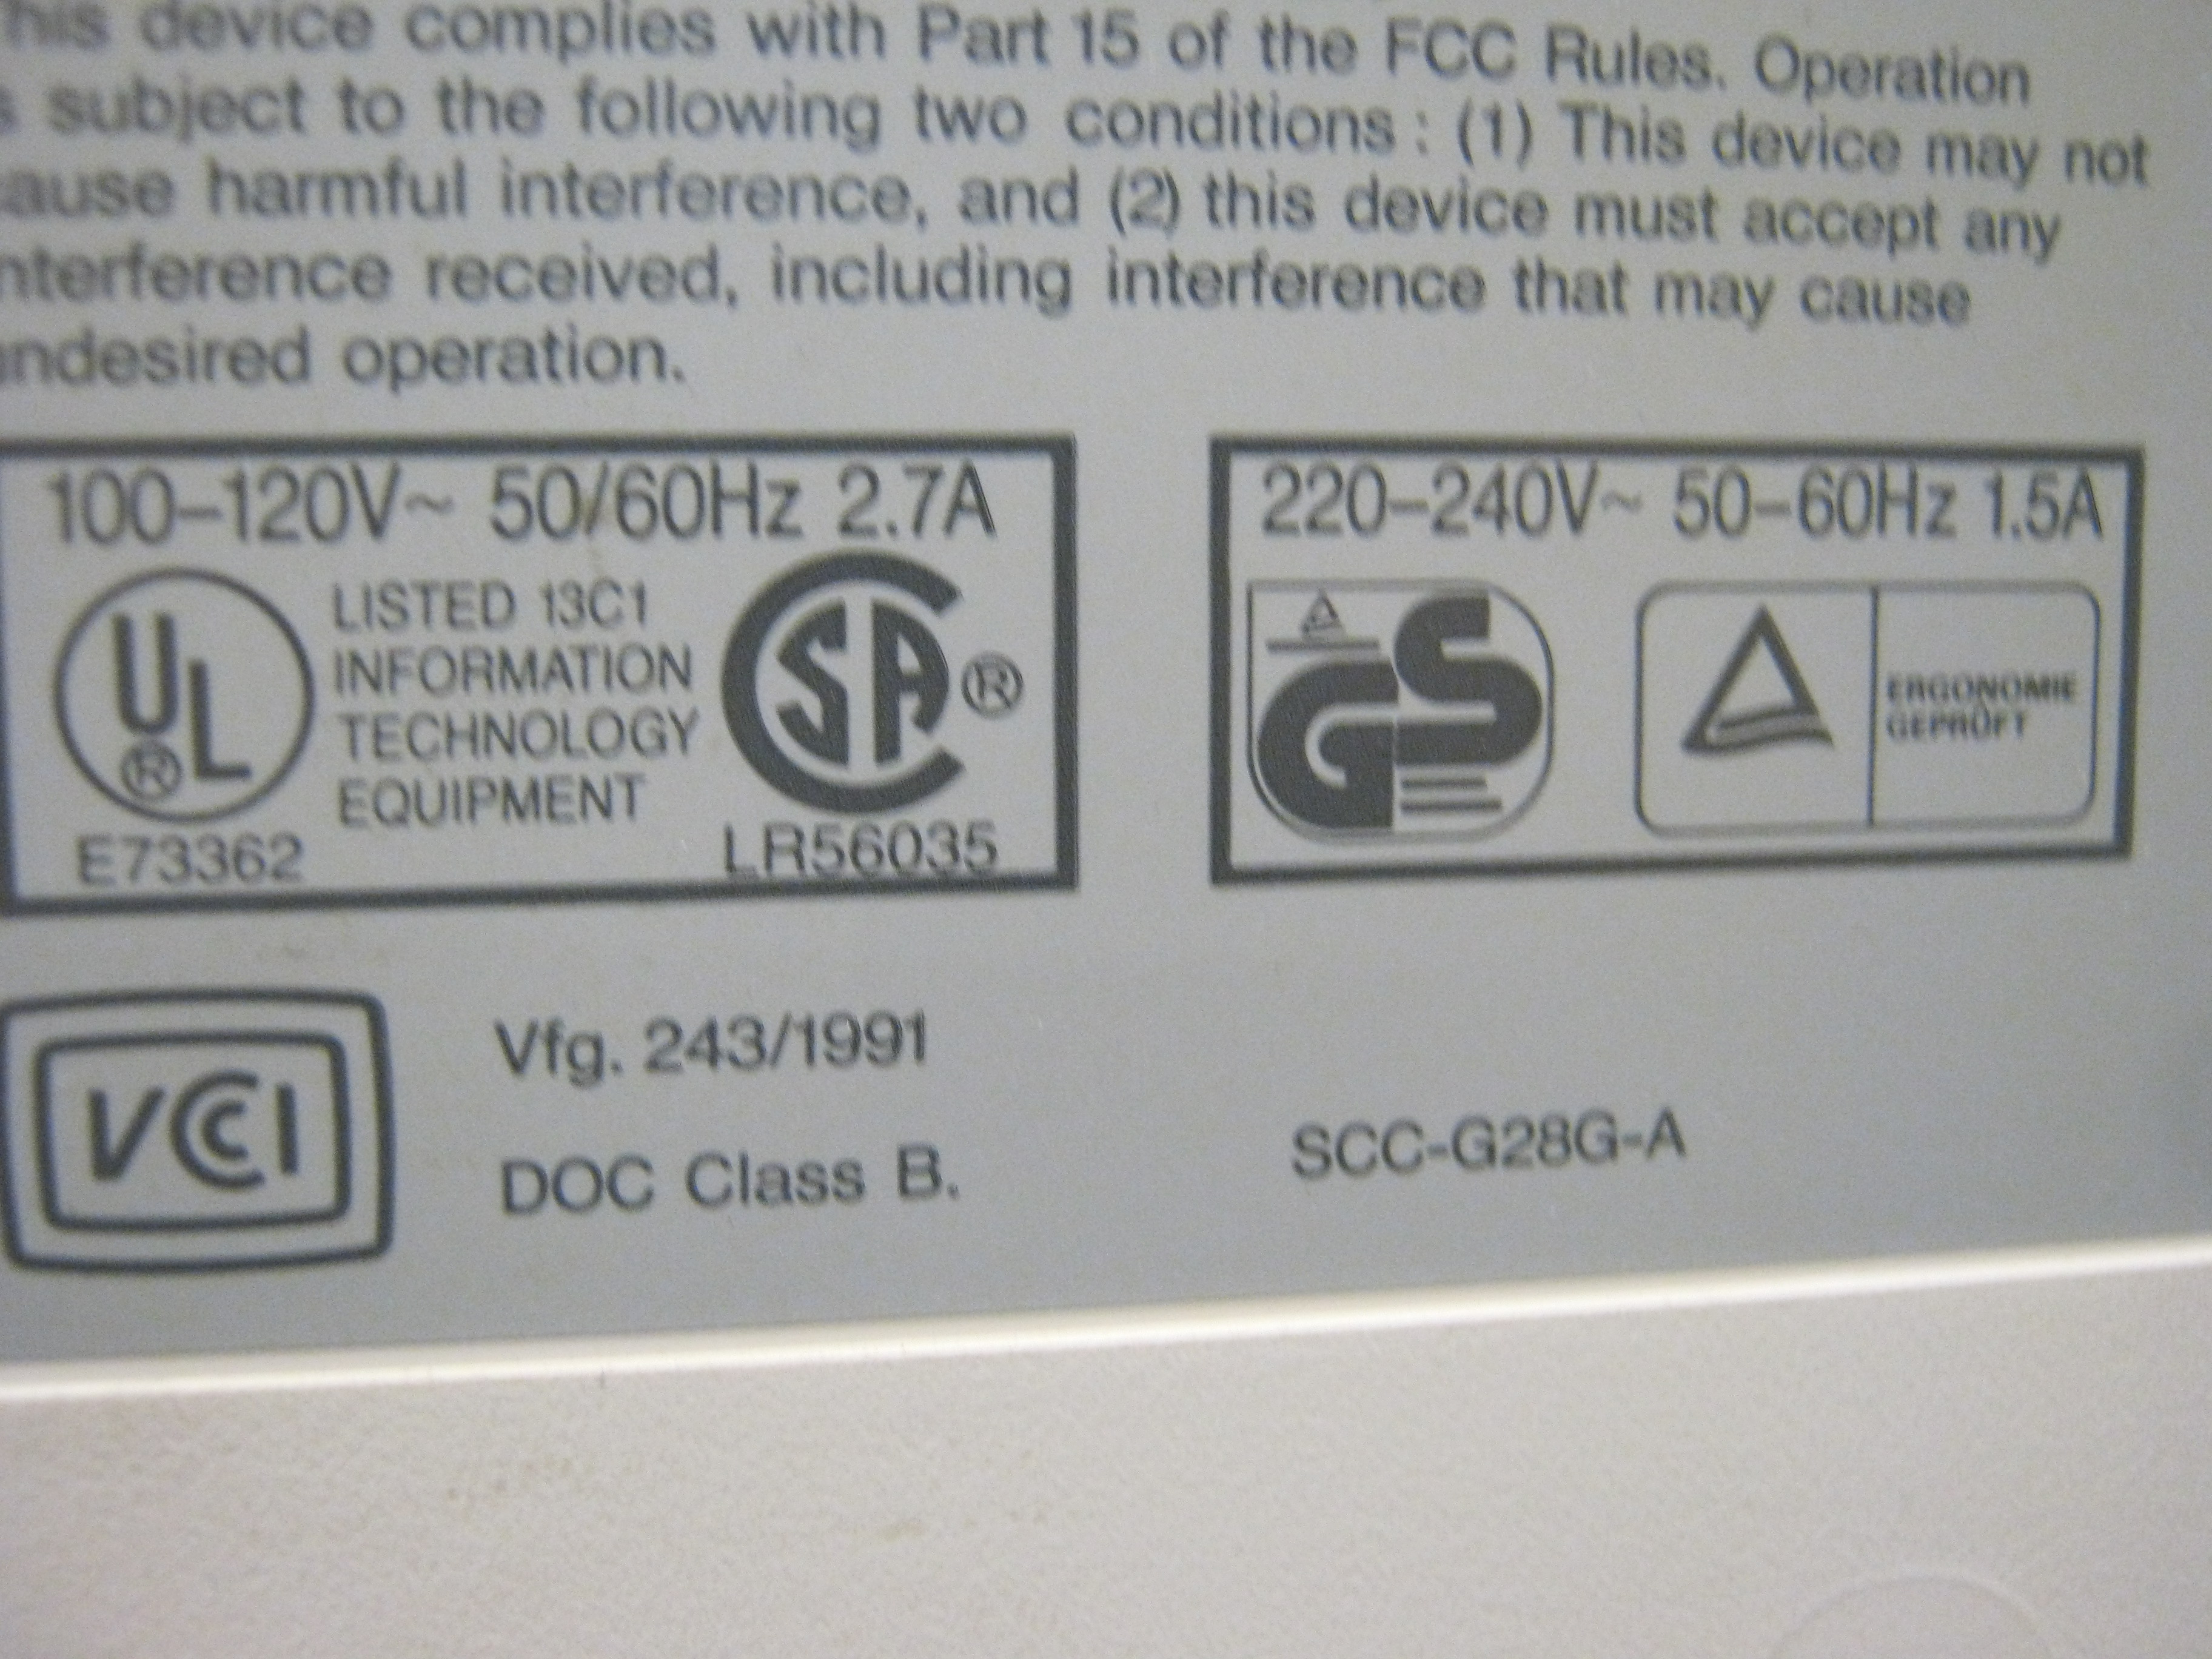 his device complies with Part 15 of the FCC Rules. Operation
s subject to the following two conditions : (1) This device may not
ause harmful interference, and (2) this device must accept any
nterference received, including interference that may cause
ndesired operation.
100–120V~ 50/60Hz 2.7A
UL ®
LISTED 13C1
INFORMATION
TECHNOLOGY
EQUIPMENT
E73362
CSA ®
LR56035
220–240V~ 50–60Hz 1.5A
GS
ERGONOMIE
GEPRÜFT
VCCI
Vfg. 243/1991
DOC Class B.
SCC-G28G-A